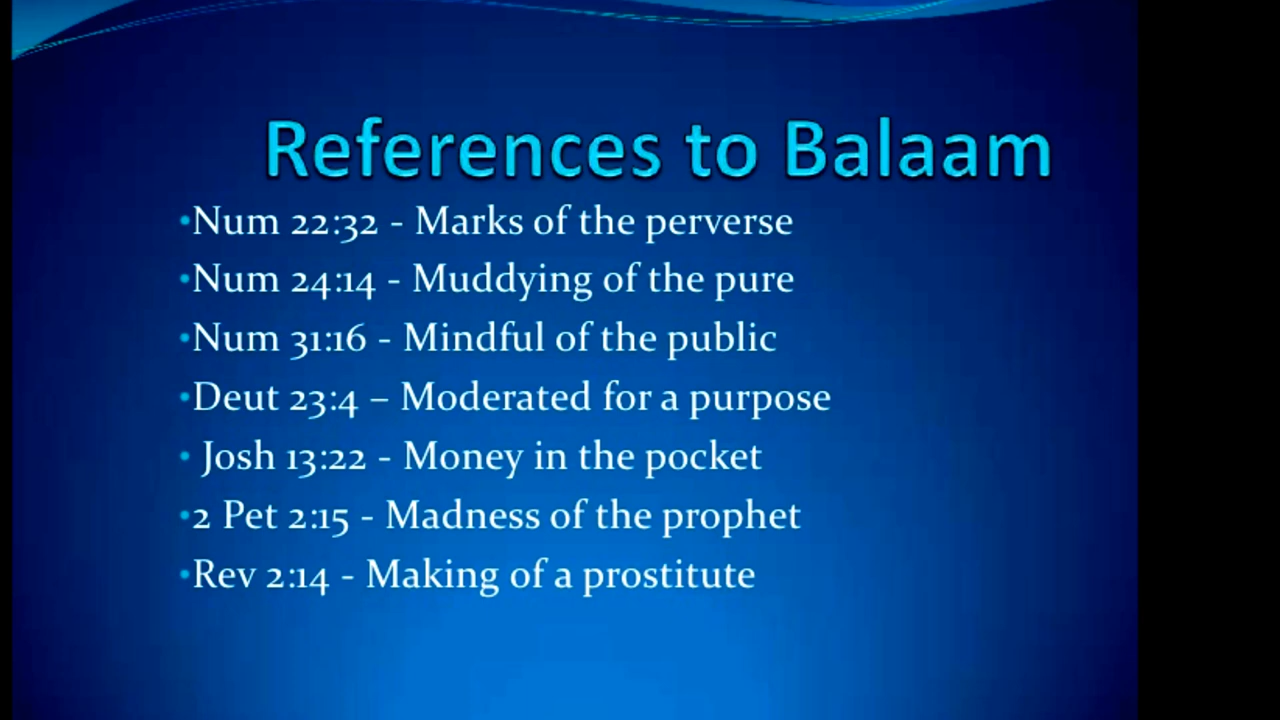 References to Balaam
•Num 22:32 - Marks of the perverse
•Num 24:14 - Muddying of the pure
•Num 31:16 - Mindful of the public
•Deut 23:4 – Moderated for a purpose
• Josh 13:22 - Money in the pocket
•2 Pet 2:15 - Madness of the prophet
•Rev 2:14 - Making of a prostitute